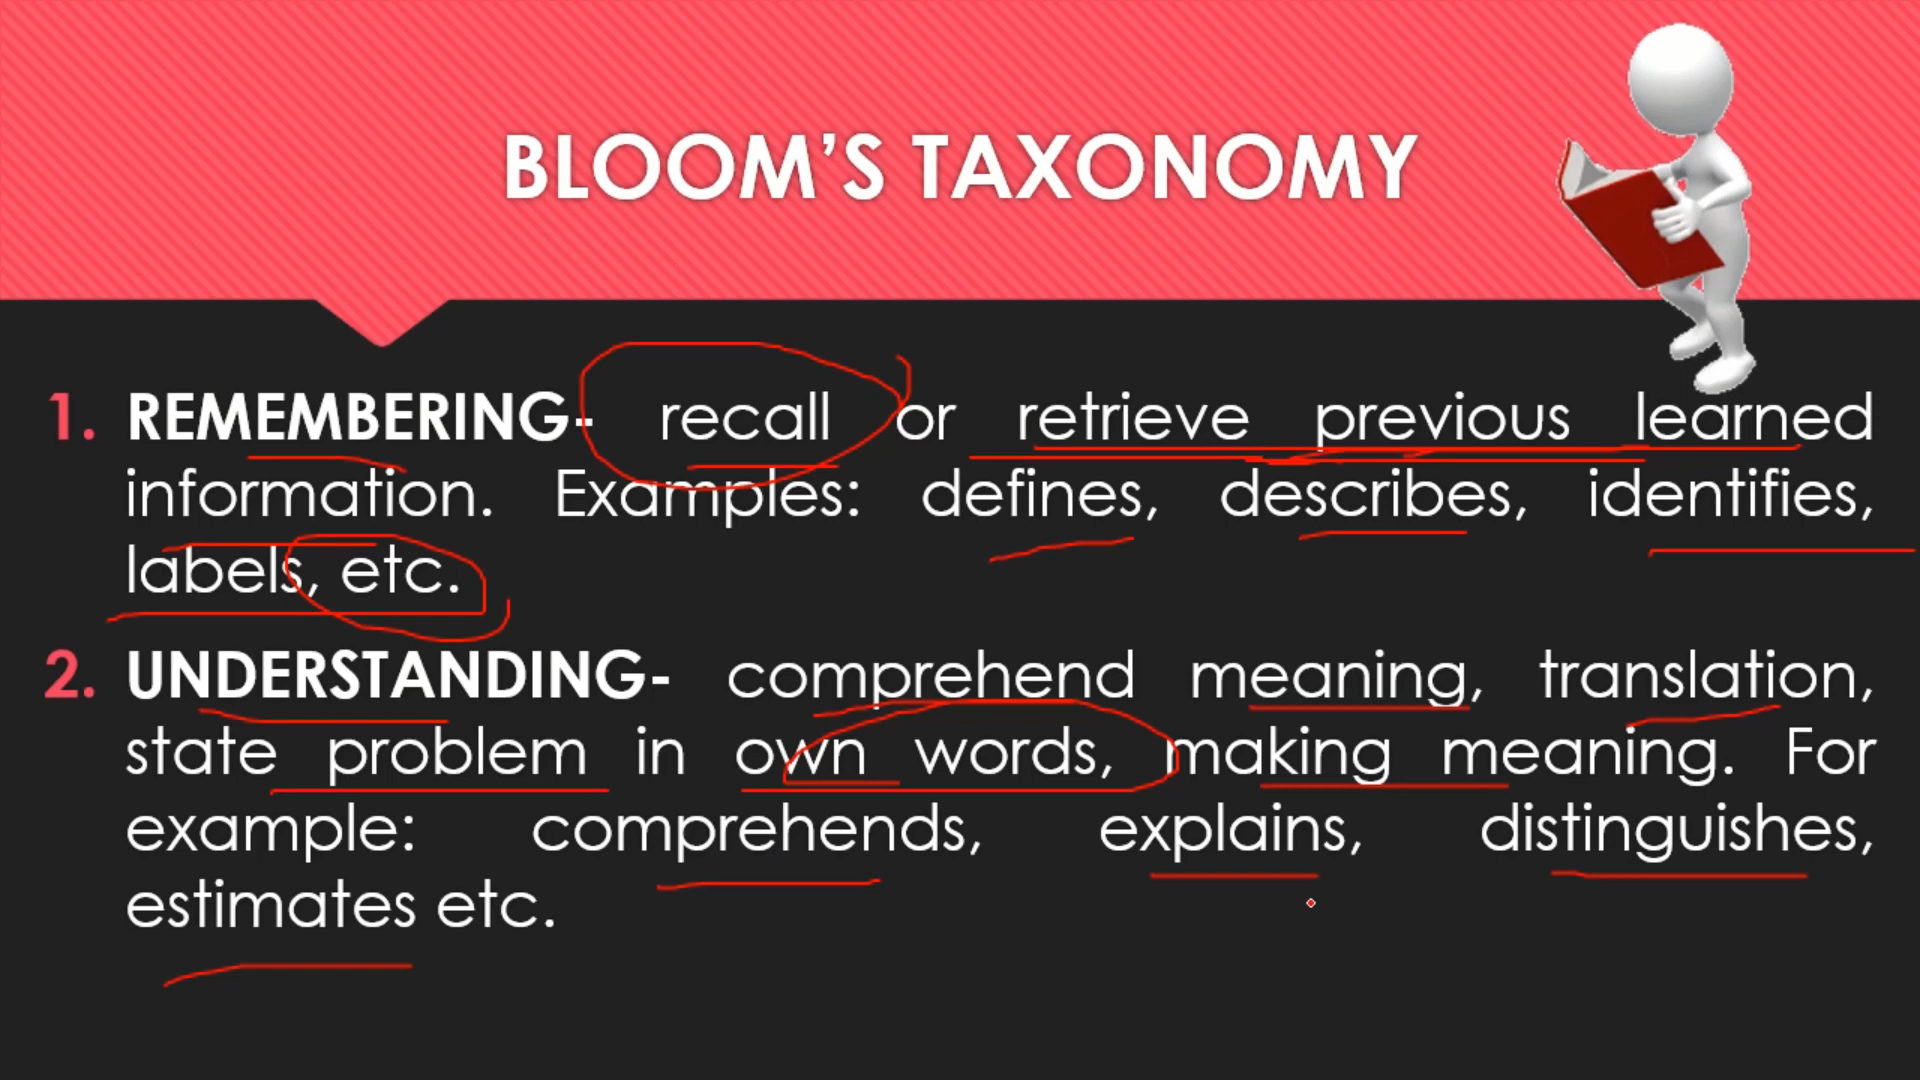 BLOOM’S TAXONOMY
1. REMEMBERING- recall or retrieve previous learned
information. Examples: defines, describes, identifies,
labels, etc.
2. UNDERSTANDING- comprehend meaning, translation,
state problem in own words, making meaning. For
example: comprehends, explains, distinguishes,
estimates etc.